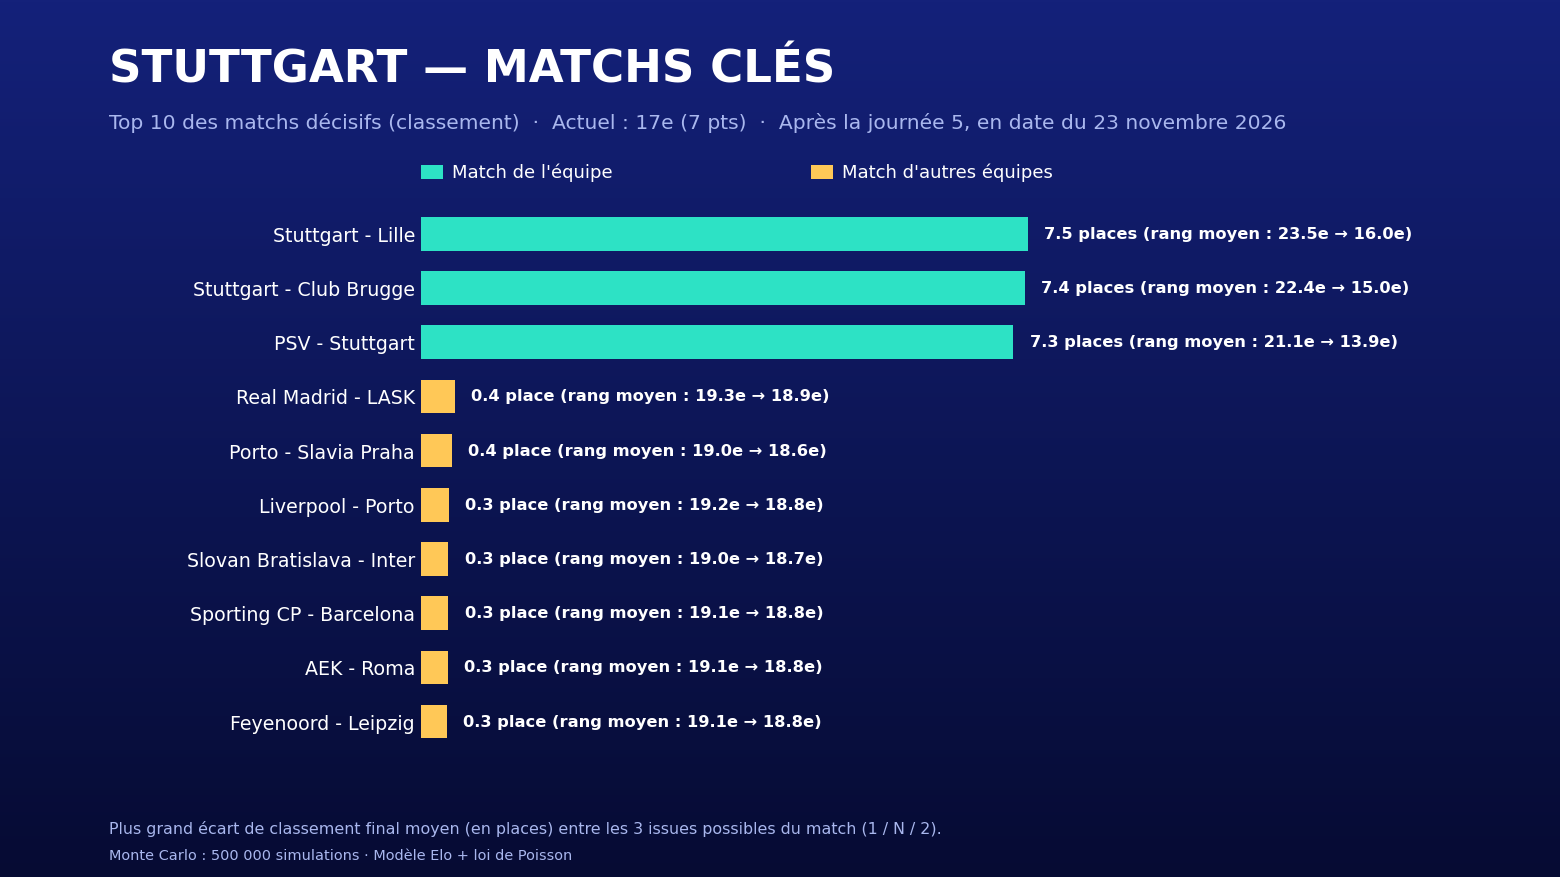 STUTTGART — MATCHS CLÉS
Top 10 des matchs décisifs (classement) · Actuel : 17e (7 pts) · Après la journée 5, en date du 23 novembre 2026
Match de l'équipe
Match d'autres équipes
Stuttgart - Lille 7.5 places (rang moyen : 23.5e → 16.0e)
Stuttgart - Club Brugge 7.4 places (rang moyen : 22.4e → 15.0e)
PSV - Stuttgart 7.3 places (rang moyen : 21.1e → 13.9e)
Real Madrid - LASK 0.4 place (rang moyen : 19.3e → 18.9e)
Porto - Slavia Praha 0.4 place (rang moyen : 19.0e → 18.6e)
Liverpool - Porto 0.3 place (rang moyen : 19.2e → 18.8e)
Slovan Bratislava - Inter 0.3 place (rang moyen : 19.0e → 18.7e)
Sporting CP - Barcelona 0.3 place (rang moyen : 19.1e → 18.8e)
AEK - Roma 0.3 place (rang moyen : 19.1e → 18.8e)
Feyenoord - Leipzig 0.3 place (rang moyen : 19.1e → 18.8e)
Plus grand écart de classement final moyen (en places) entre les 3 issues possibles du match (1 / N / 2).
Monte Carlo : 500 000 simulations · Modèle Elo + loi de Poisson